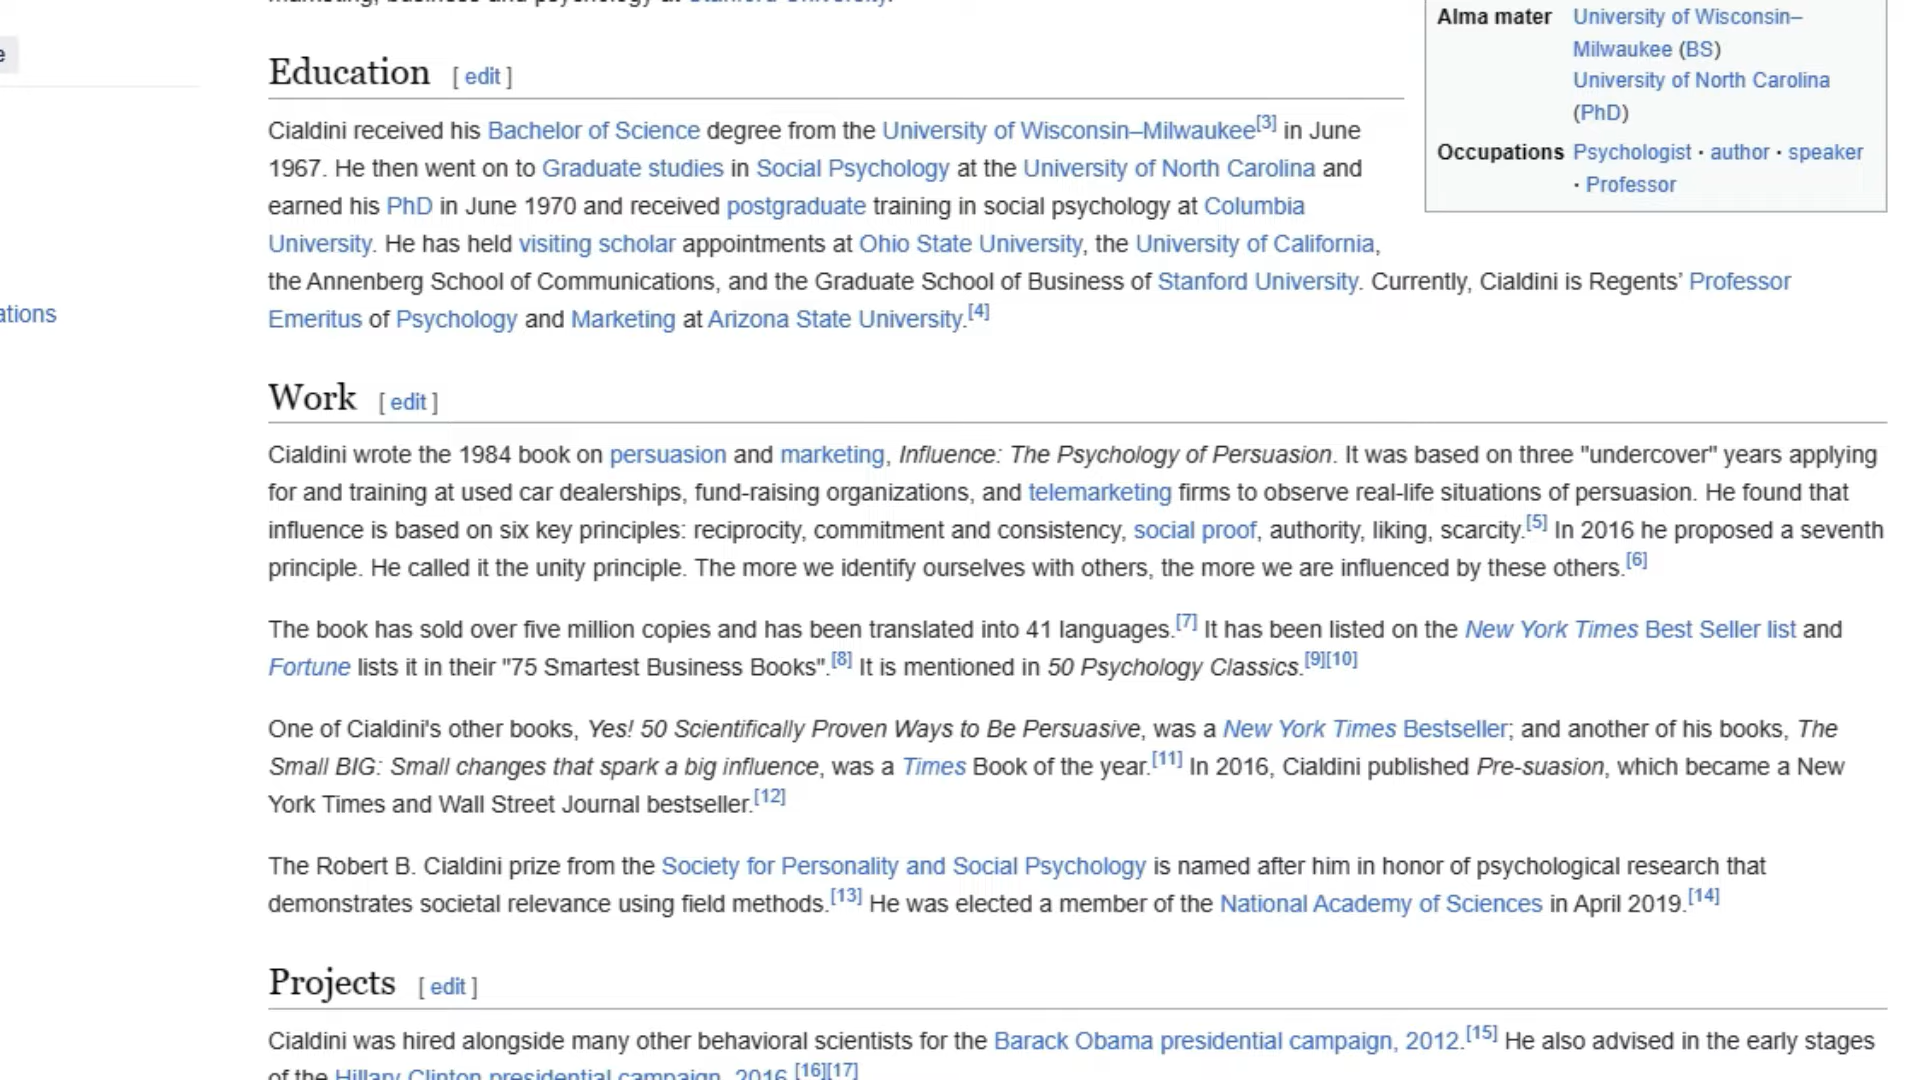 marketing, business and psychology at Stanford University.
Alma mater University of Wisconsin–
Milwaukee (BS)
University of North Carolina
(PhD)
Occupations Psychologist · author · speaker
· Professor
e
ations
Education [ edit ]
Cialdini received his Bachelor of Science degree from the University of Wisconsin–Milwaukee[3] in June
1967. He then went on to Graduate studies in Social Psychology at the University of North Carolina and
earned his PhD in June 1970 and received postgraduate training in social psychology at Columbia
University. He has held visiting scholar appointments at Ohio State University, the University of California,
the Annenberg School of Communications, and the Graduate School of Business of Stanford University. Currently, Cialdini is Regents’ Professor
Emeritus of Psychology and Marketing at Arizona State University.[4]
Work [ edit ]
Cialdini wrote the 1984 book on persuasion and marketing, Influence: The Psychology of Persuasion. It was based on three "undercover" years applying
for and training at used car dealerships, fund-raising organizations, and telemarketing firms to observe real-life situations of persuasion. He found that
influence is based on six key principles: reciprocity, commitment and consistency, social proof, authority, liking, scarcity.[5] In 2016 he proposed a seventh
principle. He called it the unity principle. The more we identify ourselves with others, the more we are influenced by these others.[6]
The book has sold over five million copies and has been translated into 41 languages.[7] It has been listed on the New York Times Best Seller list and
Fortune lists it in their "75 Smartest Business Books".[8] It is mentioned in 50 Psychology Classics.[9][10]
One of Cialdini's other books, Yes! 50 Scientifically Proven Ways to Be Persuasive, was a New York Times Bestseller; and another of his books, The
Small BIG: Small changes that spark a big influence, was a Times Book of the year.[11] In 2016, Cialdini published Pre-suasion, which became a New
York Times and Wall Street Journal bestseller.[12]
The Robert B. Cialdini prize from the Society for Personality and Social Psychology is named after him in honor of psychological research that
demonstrates societal relevance using field methods.[13] He was elected a member of the National Academy of Sciences in April 2019.[14]
Projects [ edit ]
Cialdini was hired alongside many other behavioral scientists for the Barack Obama presidential campaign, 2012.[15] He also advised in the early stages
of the Hillary Clinton presidential campaign, 2016.[16][17]